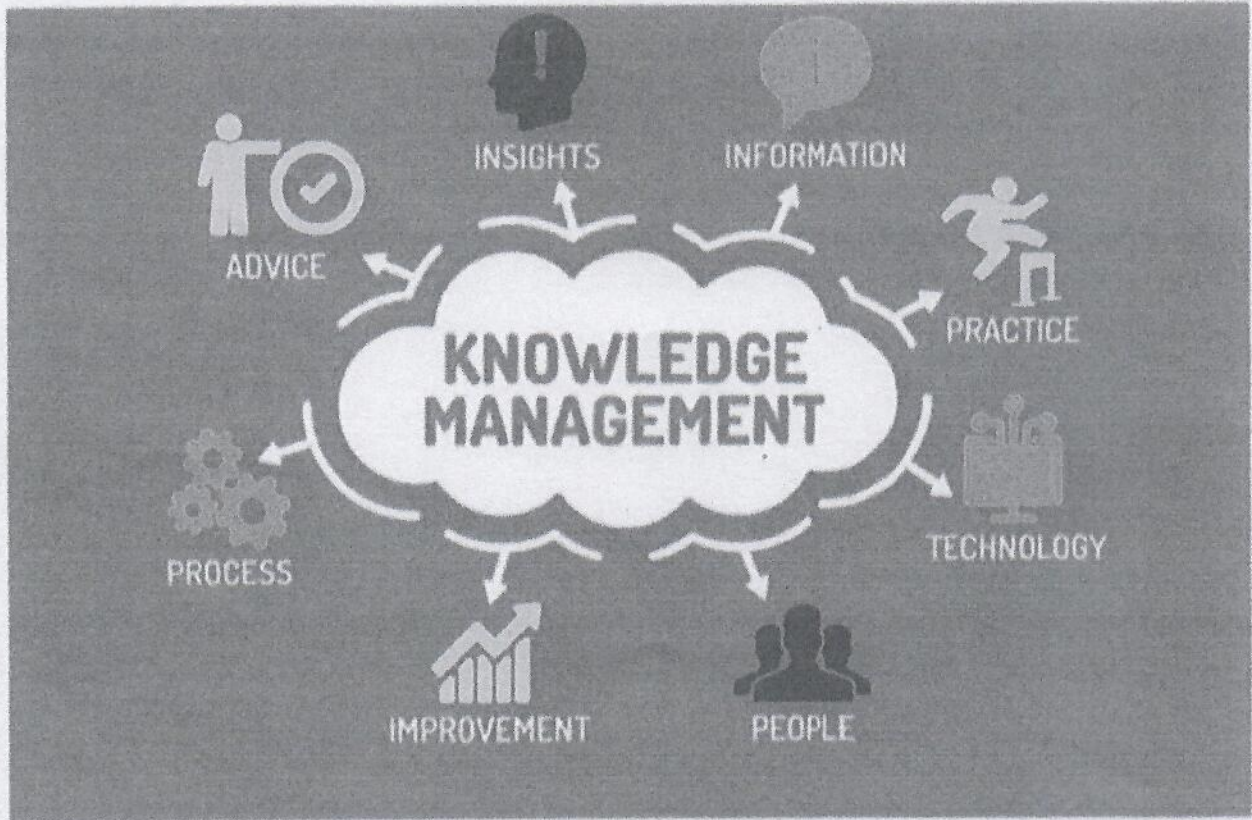 INSIGHTS
INFORMATION
ADVICE
PRACTICE
KNOWLEDGE
MANAGEMENT
PROCESS
TECHNOLOGY
IMPROVEMENT
PEOPLE